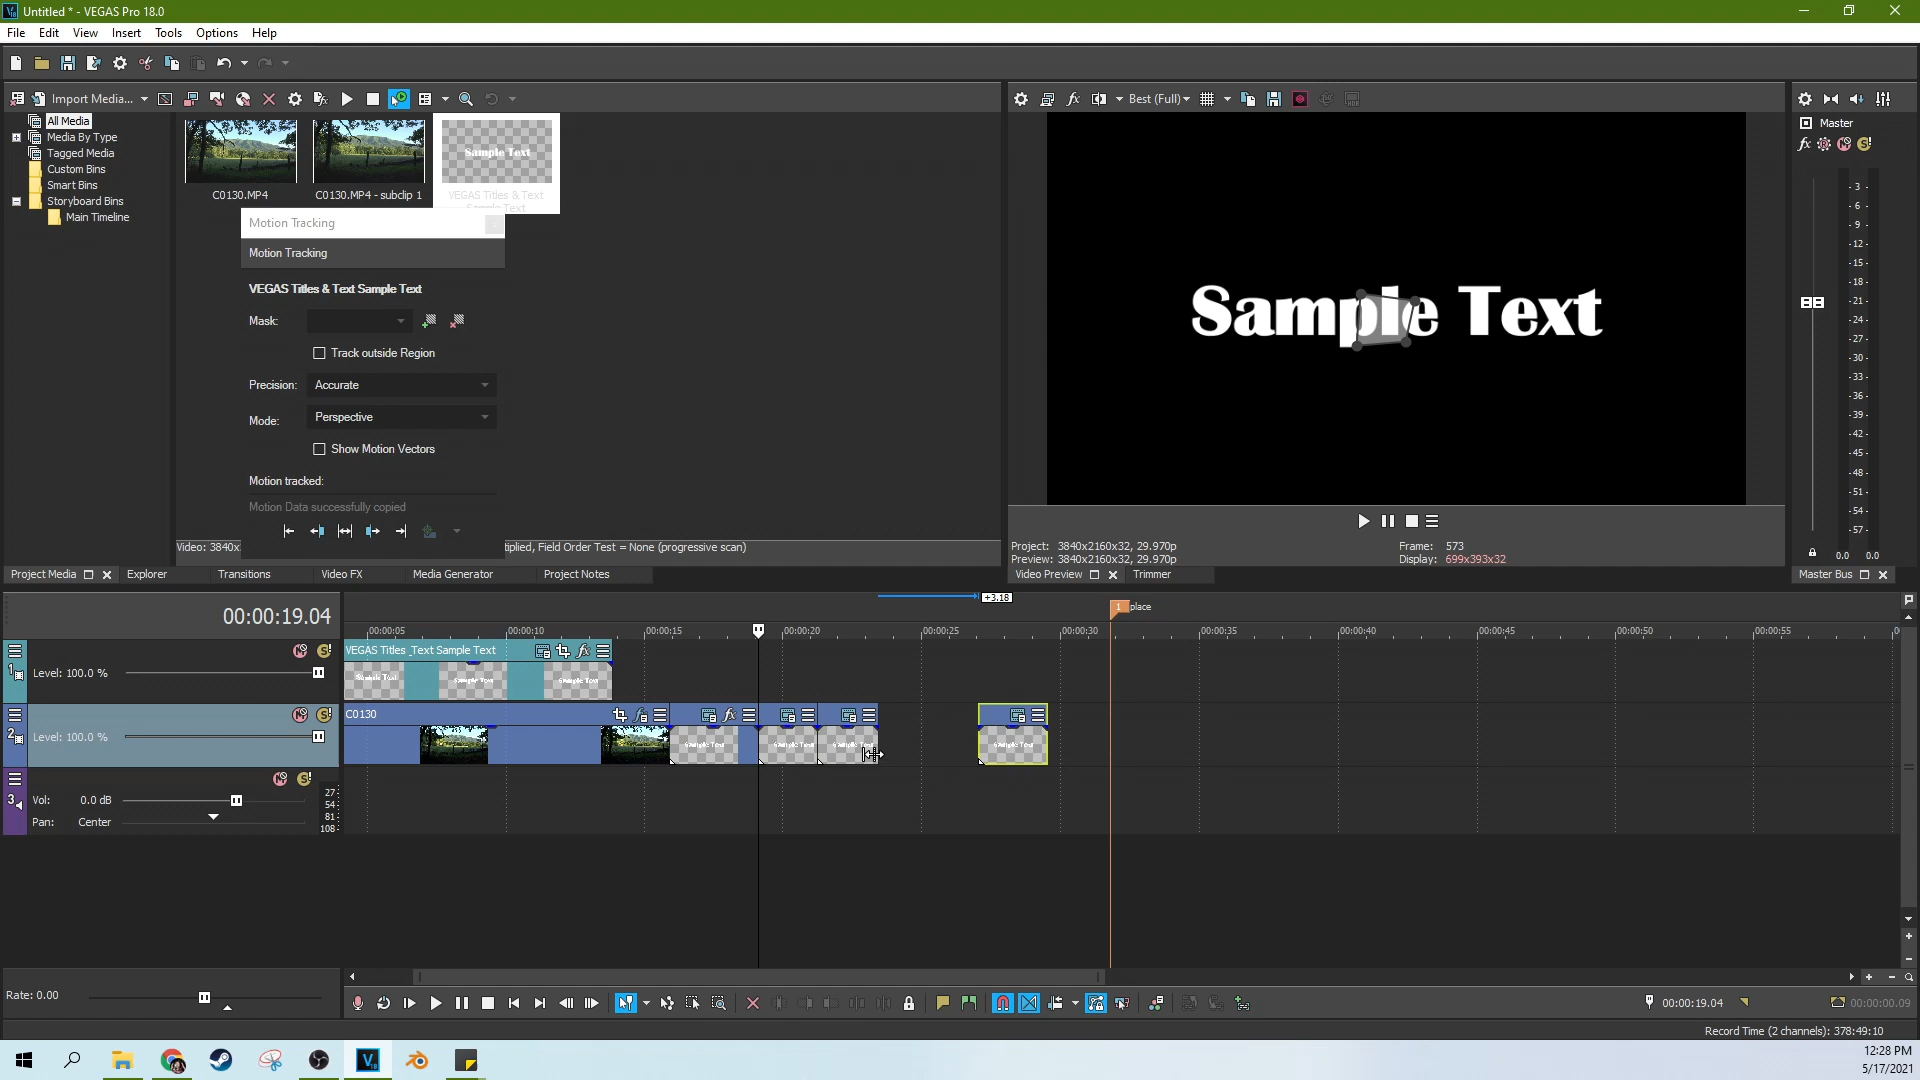 Untitled * - VEGAS Pro 18.0
File Edit View Insert Tools Options Help
Import Media...
Best (Full)
All Media
Media By Type
Tagged Media
Custom Bins
Smart Bins
Storyboard Bins
Main Timeline
Sample Text
C0130.MP4
C0130.MP4 - subclip 1
VEGAS Titles & Text
Sample Text
Motion Tracking
Motion Tracking
VEGAS Titles & Text Sample Text
Mask:
Track outside Region
Precision: Accurate
Mode: Perspective
Show Motion Vectors
Motion tracked:
Motion Data successfully copied
Video: 3840x
tiplied, Field Order Test = None (progressive scan)
Project Media Explorer Transitions Video FX Media Generator Project Notes
Sample Text
Project: 3840x2160x32, 29.970p
Preview: 3840x2160x32, 29.970p
Frame: 573
Display: 699x393x32
Video Preview Trimmer
Master
fx
- 3 -
- 6 -
- 9 -
-12-
-15-
-18-
-21-
-24-
-27-
-30-
-33-
-36-
-39-
-42-
-45-
-48-
-51-
-54-
-57-
0.0 0.0
Master Bus
00:00:19.04
+3.18
1 place
00:00:05 00:00:10 00:00:15 00:00:20 00:00:25 00:00:30 00:00:35 00:00:40 00:00:45 00:00:50 00:00:55
1
Level: 100.0 %
VEGAS Titles _Text Sample Text
Sample Text Sample Text Sample Text
2
Level: 100.0 %
C0130
Sample Text Sample Text Sample Text Sample Text
3
Vol: 0.0 dB
Pan: Center
27
54
81
108
Rate: 0.00
00:00:19.04
00:00:00.09
Record Time (2 channels): 378:49:10
12:28 PM
5/17/2021